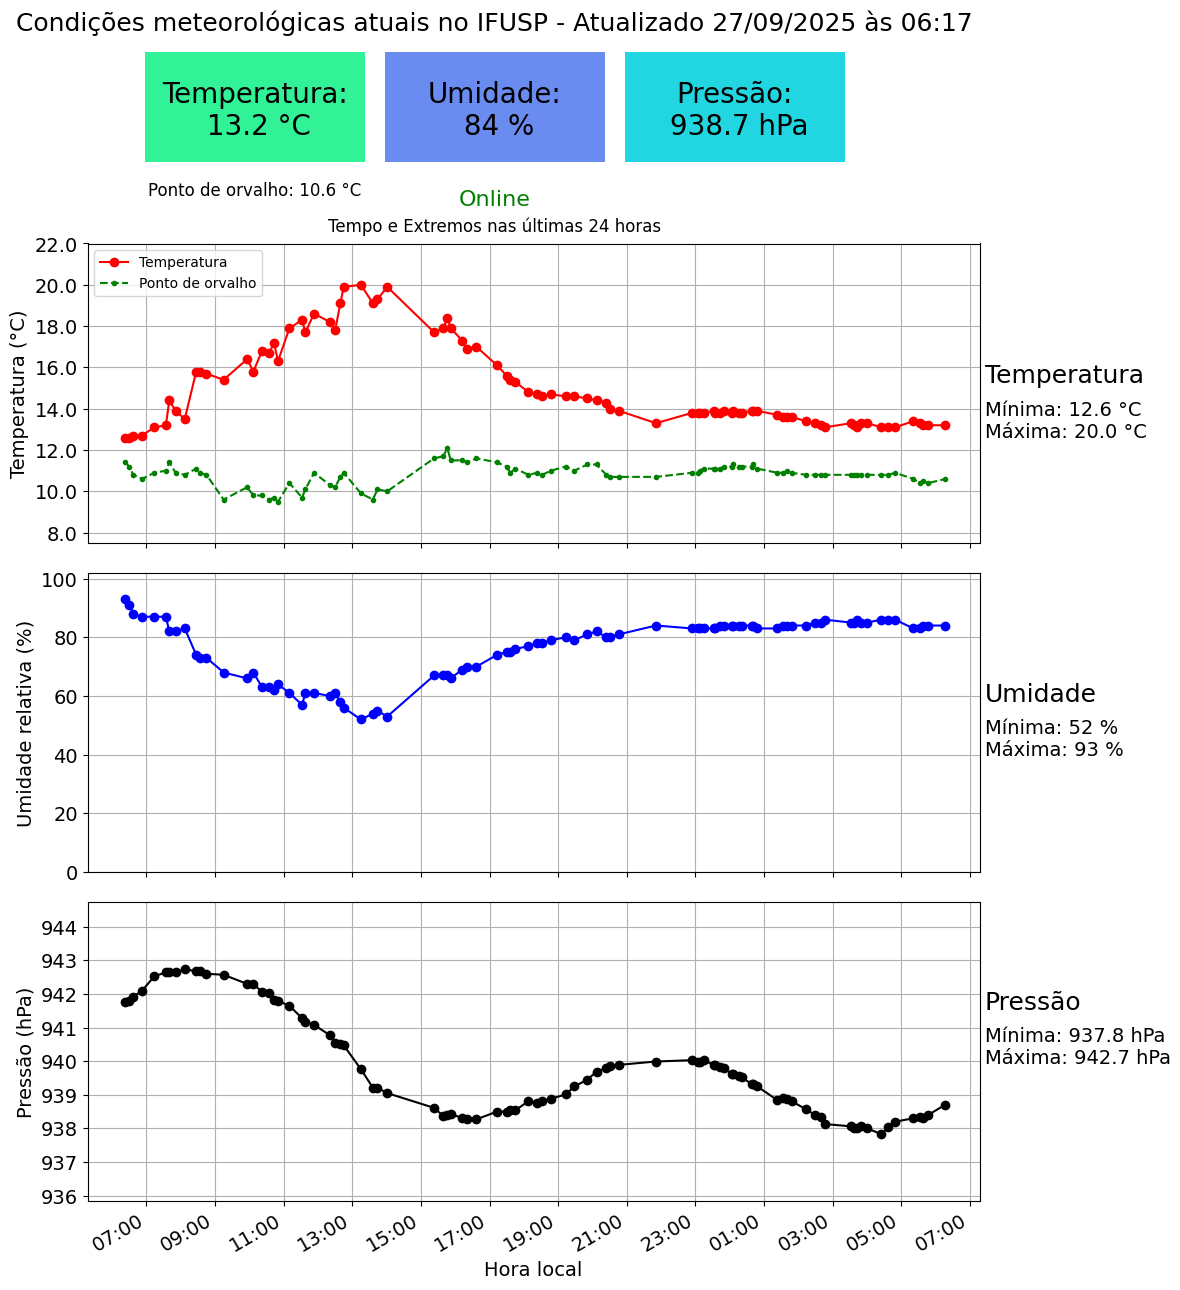 Condições meteorológicas atuais no IFUSP - Atualizado 27/09/2025 às 06:17
Temperatura:
13.2 °C
Umidade:
84 %
Pressão:
938.7 hPa
Ponto de orvalho: 10.6 °C
Online
Tempo e Extremos nas últimas 24 horas
Temperatura (°C)
22.0
20.0
18.0
16.0
14.0
12.0
10.0
8.0
Temperatura
Ponto de orvalho
Temperatura
Mínima: 12.6 °C
Máxima: 20.0 °C
Umidade relativa (%)
100
80
60
40
20
0
Umidade
Mínima: 52 %
Máxima: 93 %
Pressão (hPa)
944
943
942
941
940
939
938
937
936
Pressão
Mínima: 937.8 hPa
Máxima: 942.7 hPa
07:00
09:00
11:00
13:00
15:00
17:00
19:00
21:00
23:00
01:00
03:00
05:00
07:00
Hora local